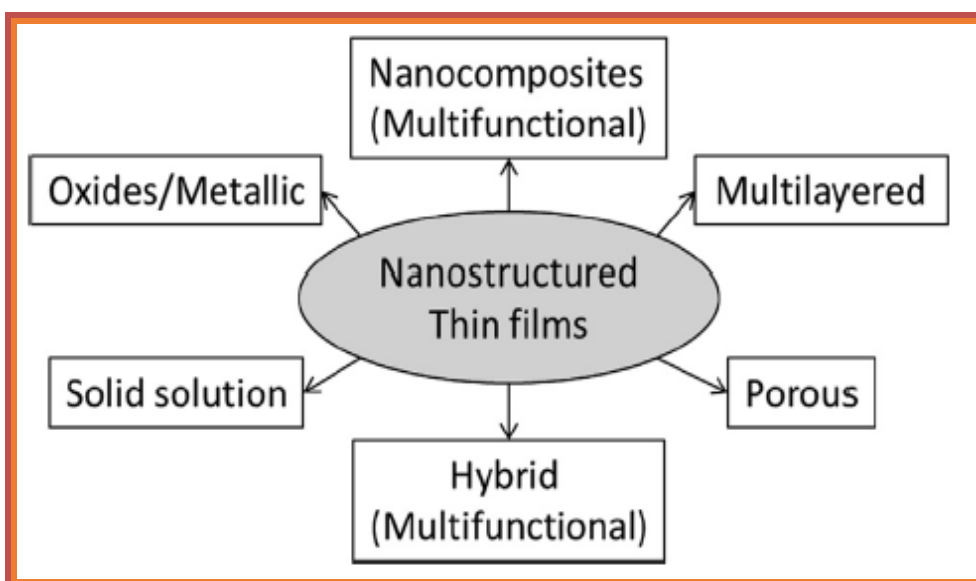 Nanocomposites
(Multifunctional)
Oxides/Metallic
Multilayered
Nanostructured
Thin films
Solid solution
Porous
Hybrid
(Multifunctional)